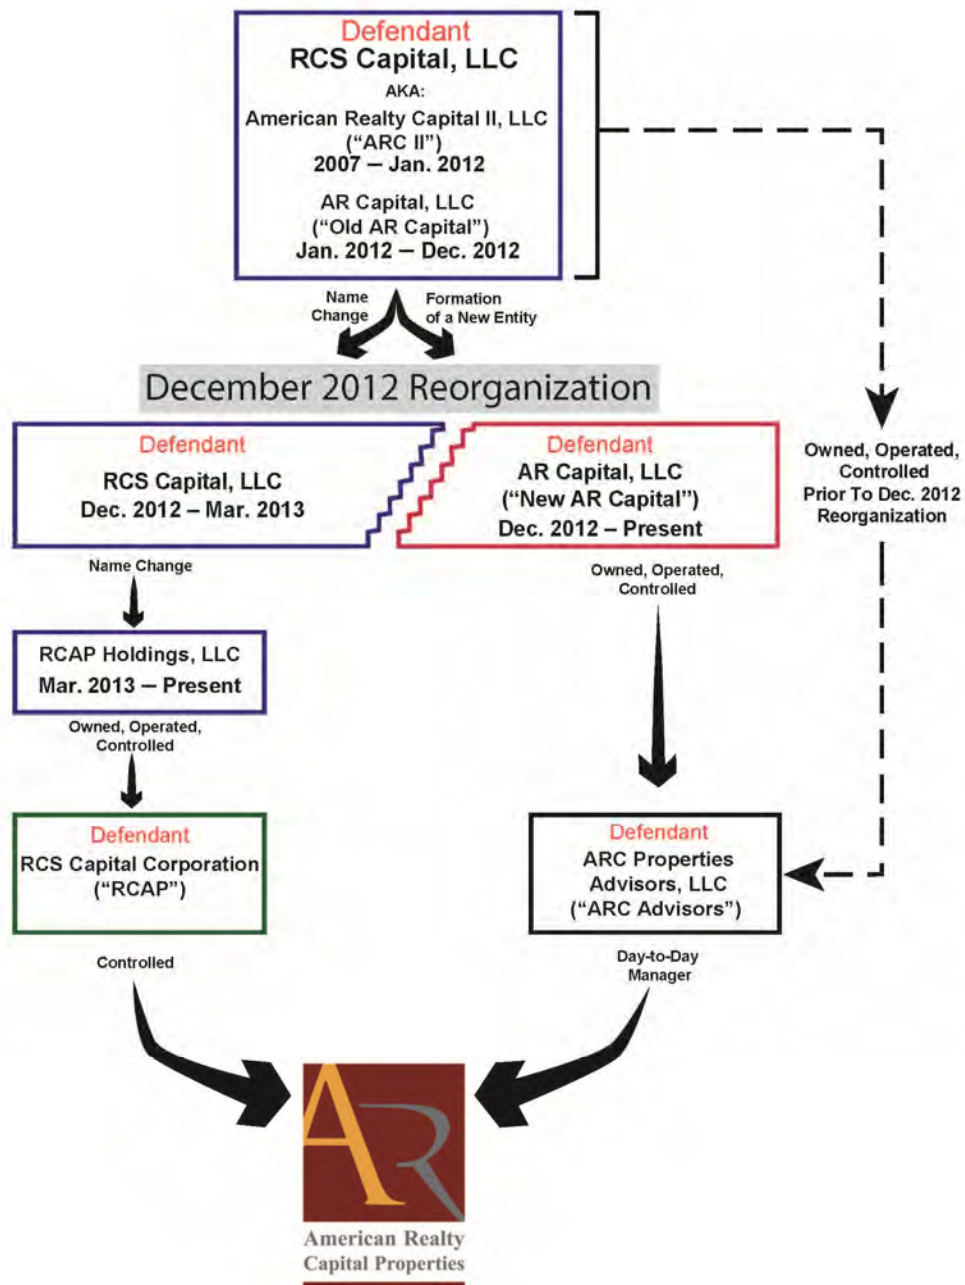 Defendant
RCS Capital, LLC
AKA:
American Realty Capital II, LLC
(“ARC II”)
2007 – Jan. 2012
AR Capital, LLC
(“Old AR Capital”)
Jan. 2012 – Dec. 2012
Name
Change
Formation
of a New Entity
December 2012 Reorganization
Defendant
RCS Capital, LLC
Dec. 2012 – Mar. 2013
Defendant
AR Capital, LLC
(“New AR Capital”)
Dec. 2012 – Present
Owned, Operated,
Controlled
Prior To Dec. 2012
Reorganization
Name Change
Owned, Operated,
Controlled
RCAP Holdings, LLC
Mar. 2013 – Present
Owned, Operated,
Controlled
Defendant
RCS Capital Corporation
(“RCAP”)
Defendant
ARC Properties
Advisors, LLC
(“ARC Advisors”)
Controlled
Day-to-Day
Manager
AR
American Realty
Capital Properties